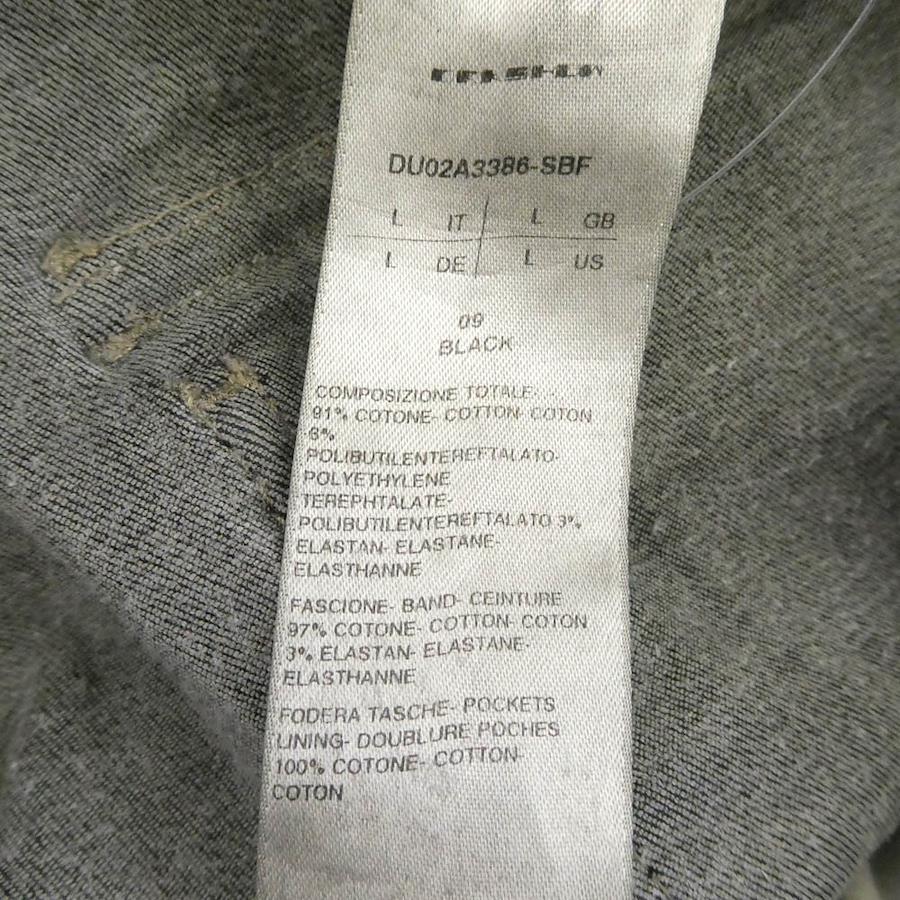 DU02A3386-SBF
L IT L GB
L DE L US
09
BLACK
COMPOSIZIONE TOTALE-
91% COTONE- COTTON- COTON
6%
POLIBUTILENTEREFTALATO-
POLYETHYLENE
TEREPHTALATE-
POLIBUTILENTEREFTALATO 3%
ELASTAN- ELASTANE-
ELASTHANNE
FASCIONE- BAND- CEINTURE
97% COTONE- COTTON- COTON
3% ELASTAN- ELASTANE-
ELASTHANNE
FODERA TASCHE- POCKETS
LINING- DOUBLURE POCHES
100% COTONE- COTTON-
COTON